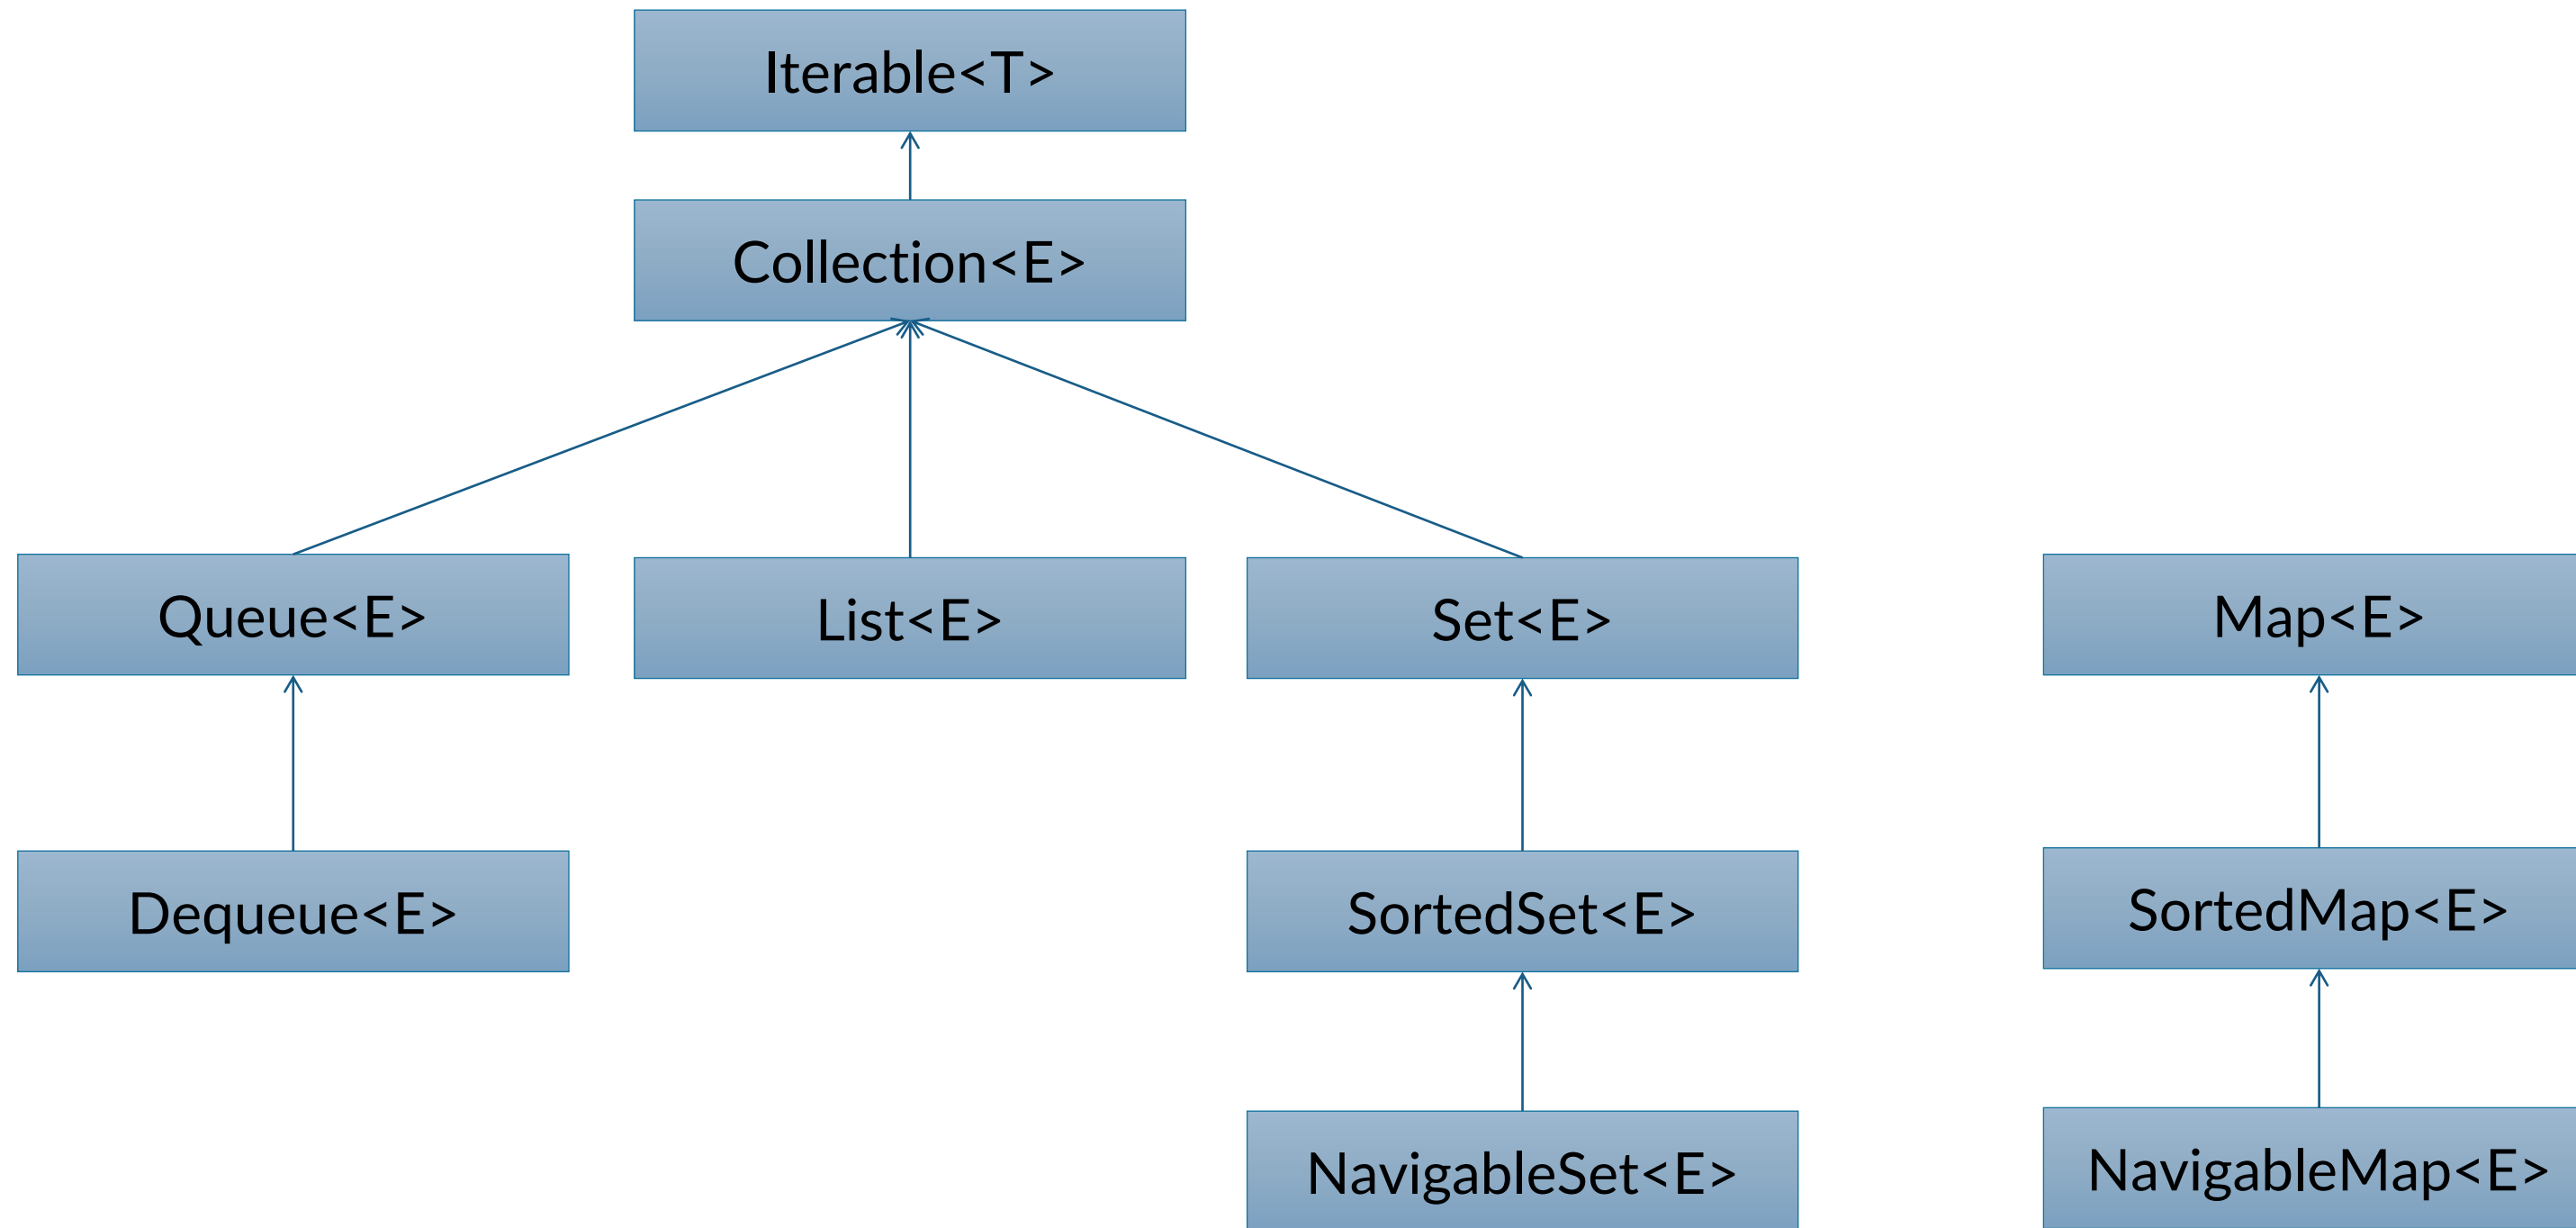 Iterable<T>
Collection<E>
Queue<E>
List<E>
Set<E>
Map<E>
Dequeue<E>
SortedSet<E>
SortedMap<E>
NavigableSet<E>
NavigableMap<E>